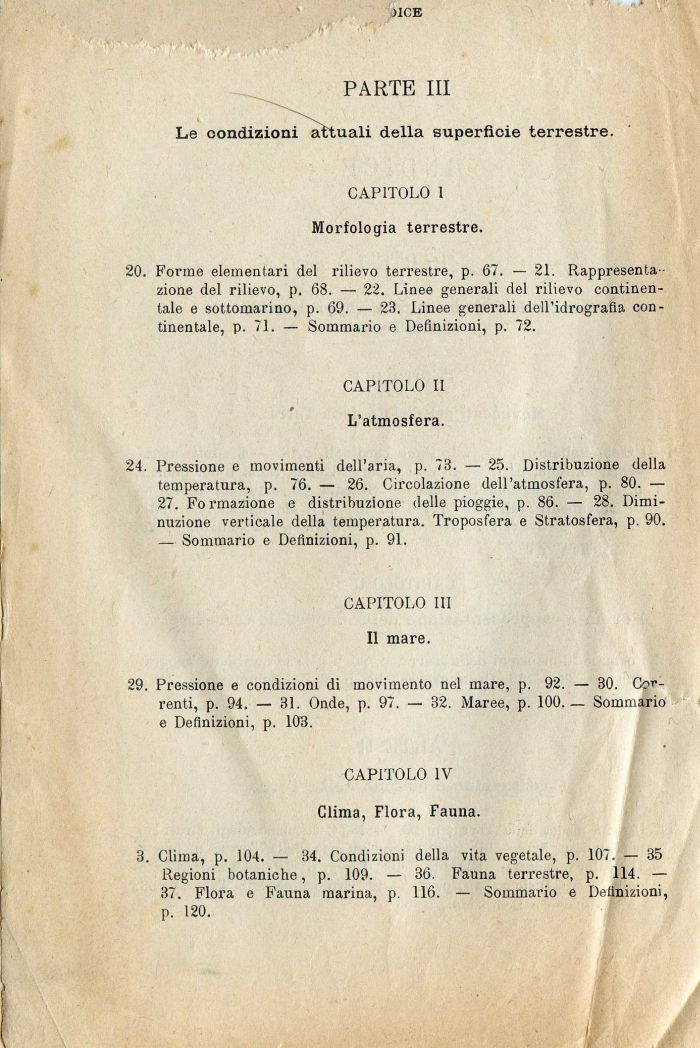 DICE
PARTE III
Le condizioni attuali della superficie terrestre.
CAPITOLO I
Morfologia terrestre.
20. Forme elementari del rilievo terrestre, p. 67. — 21. Rappresenta-
zione del rilievo, p. 68. — 22. Linee generali del rilievo continen-
tale e sottomarino, p. 69. — 23. Linee generali dell'idrografia con-
tinentale, p. 71. — Sommario e Definizioni, p. 72.
CAPITOLO II
L'atmosfera.
24. Pressione e movimenti dell'aria, p. 73. — 25. Distribuzione della
temperatura, p. 76. — 26. Circolazione dell'atmosfera, p. 80. —
27. Formazione e distribuzione delle pioggie, p. 86. — 28. Dimi-
nuzione verticale della temperatura. Troposfera e Stratosfera, p. 90.
— Sommario e Definizioni, p. 91.
CAPITOLO III
Il mare.
29. Pressione e condizioni di movimento nel mare, p. 92. — 30. Cor-
renti, p. 94. — 31. Onde, p. 97. — 32. Maree, p. 100. — Sommario
e Definizioni, p. 103.
CAPITOLO IV
Clima, Flora, Fauna.
3. Clima, p. 104. — 34. Condizioni della vita vegetale, p. 107. — 35
Regioni botaniche, p. 109. — 36. Fauna terrestre, p. 114. —
37. Flora e Fauna marina, p. 116. — Sommario e Definizioni,
p. 120.